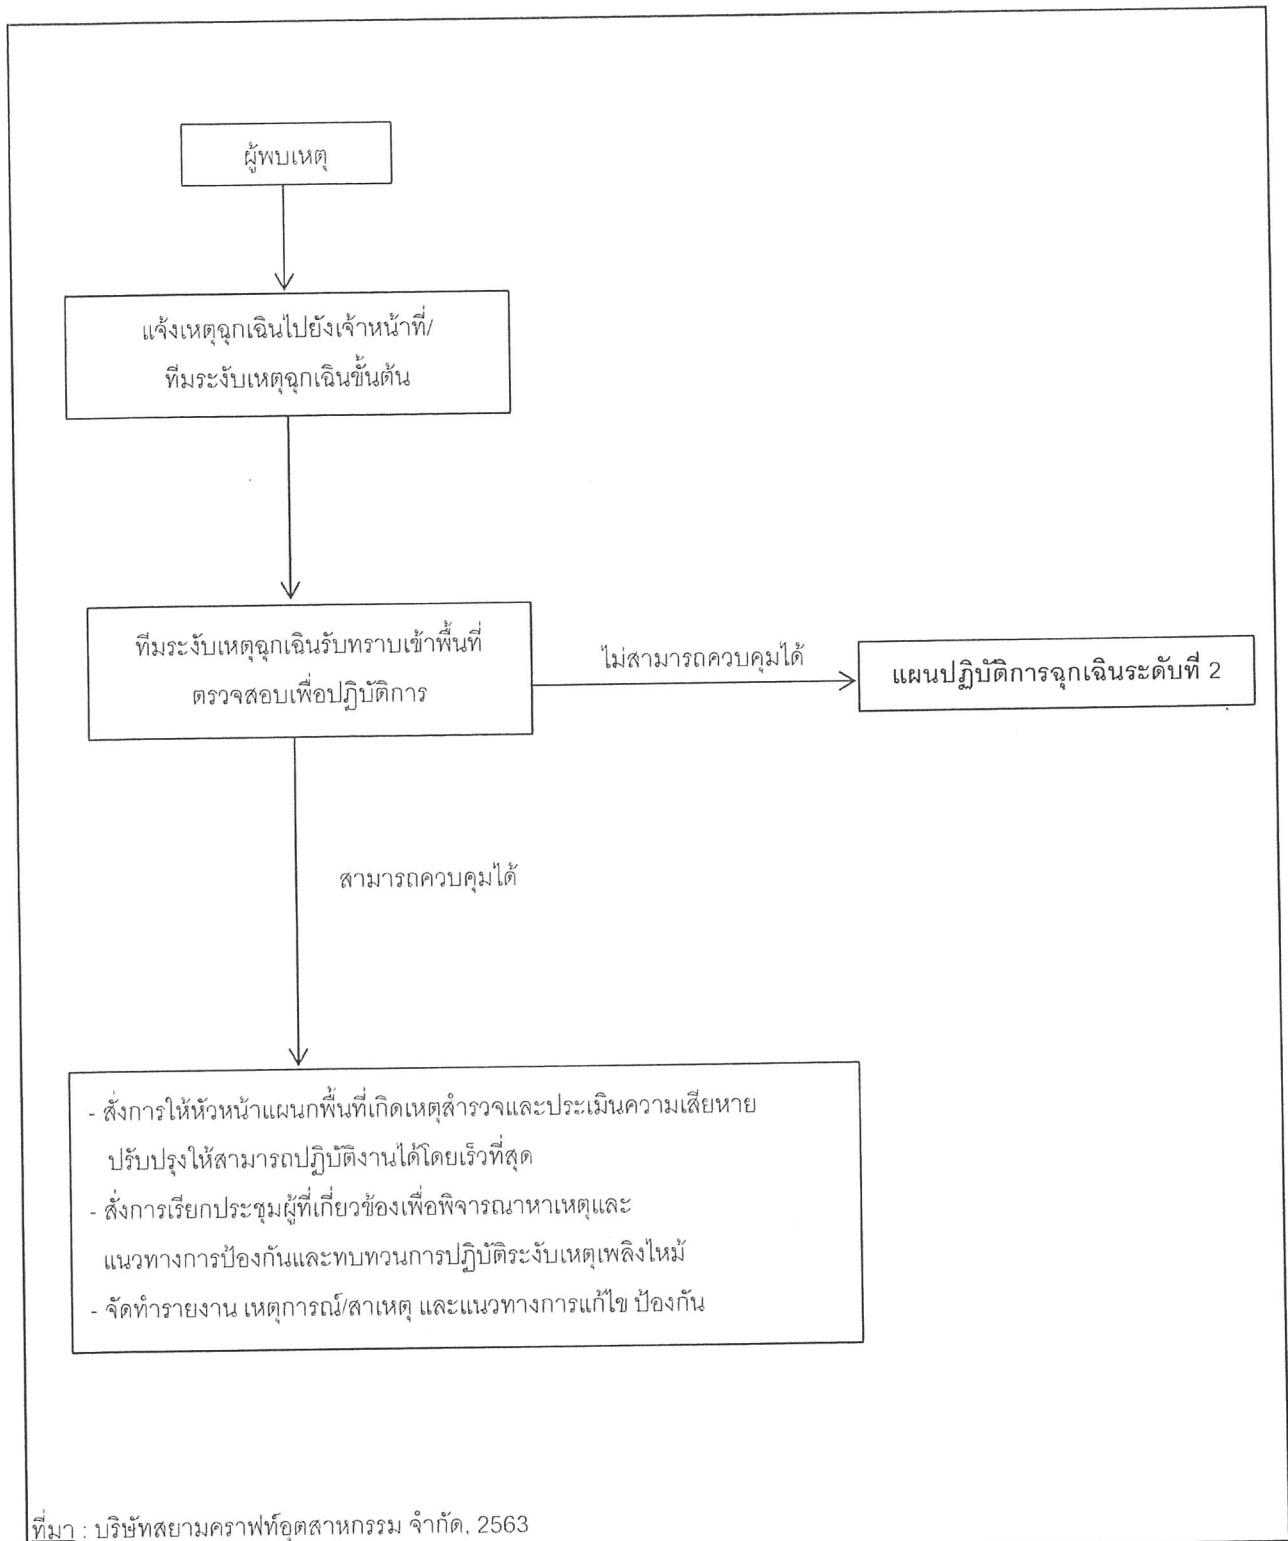 ผู้พบเหตุ
แจ้งเหตุฉุกเฉินไปยังเจ้าหน้าที่/
ทีมระงับเหตุฉุกเฉินขั้นต้น
ทีมระงับเหตุฉุกเฉินรับทราบเข้าพื้นที่
ตรวจสอบเพื่อปฏิบัติการ
ไม่สามารถควบคุมได้
แผนปฏิบัติการฉุกเฉินระดับที่ 2
สามารถควบคุมได้
- สั่งการให้หัวหน้าแผนกพื้นที่เกิดเหตุสำรวจและประเมินความเสียหาย
ปรับปรุงให้สามารถปฏิบัติงานได้โดยเร็วที่สุด
- สั่งการเรียกประชุมผู้ที่เกี่ยวข้องเพื่อพิจารณาหาเหตุและ
แนวทางการป้องกันและทบทวนการปฏิบัติระงับเหตุเพลิงไหม้
- จัดทำรายงาน เหตุการณ์/สาเหตุ และแนวทางการแก้ไข ป้องกัน
ที่มา : บริษัทสยามคราฟท์อุตสาหกรรม จำกัด, 2563